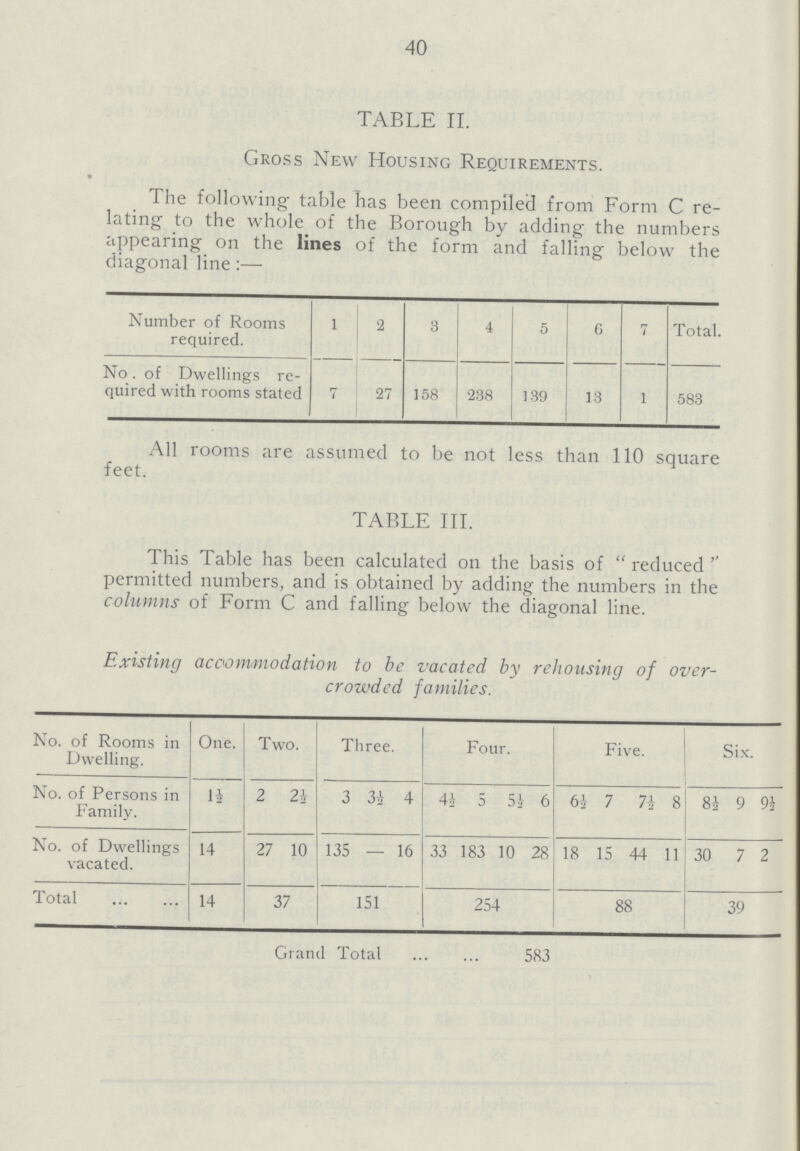 40
TABLE II.
GROSS NEW HOUSING REQUIREMENTS.
The following table has been compiled from Form C re-
lating to the whole of the Borough by adding the numbers
appearing on the lines of the form and falling below the
diagonal line :—
Number of Rooms required. 1 2 3 4 5 6 7 Total.
No. of Dwellings re-
quired with rooms stated 7 27 158 238 139 13 1 583
All rooms are assumed to be not less than 110 square
feet.
TABLE III.
This Table has been calculated on the basis of “ reduced ”
permitted numbers, and is obtained by adding the numbers in the
columns of Form C and falling below the diagonal line.
Existing accommodation to be vacated by rehousing of over-
crowded families.
No. of Rooms in Dwelling. One. Two. Three. Four. Five. Six.
No. of Persons in Family. 1½ 2 2½ 3 3½ 4 4½ 5 5½ 6 6½ 7 7½ 8 8½ 9 9½
No. of Dwellings vacated. 14 27 10 135 — 16 33 183 10 28 18 15 44 11 30 7 2
Total ... ... 14 37 151 254 88 39
Grand Total ... ... 583